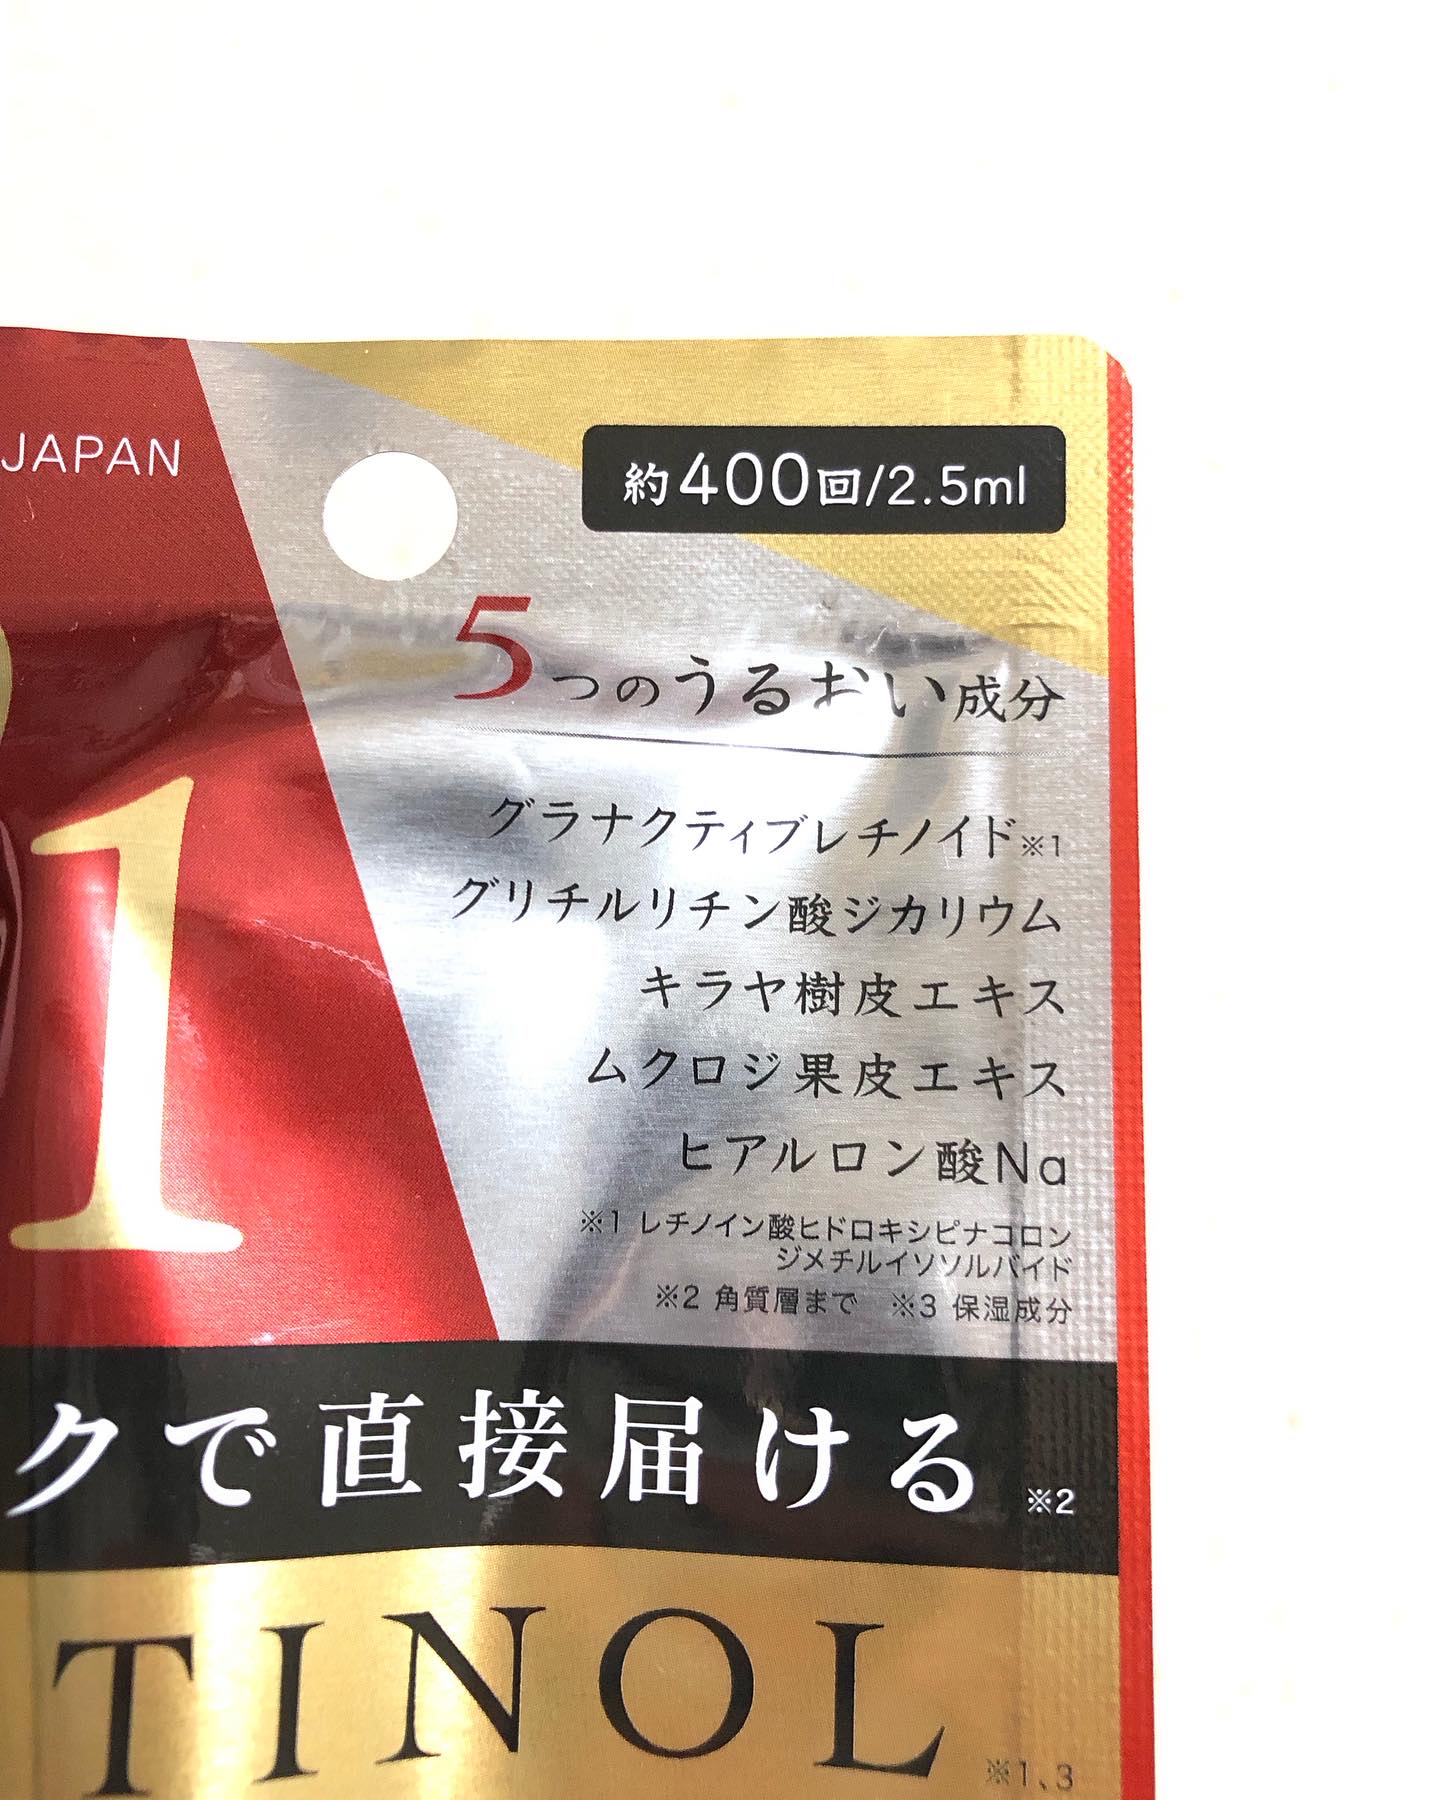 JAPAN
約400回/2.5ml
5つのうるおい成分
グラナクティブレチノイド※1
グリチルリチン酸ジカリウム
キラヤ樹皮エキス
ムクロジ果皮エキス
ヒアルロン酸Na
※1 レチノイン酸ヒドロキシピナコロン
ジメチルイソソルバイド
※2 角質層まで ※3 保湿成分
1
クで直接届ける※2
TINOL※1、3